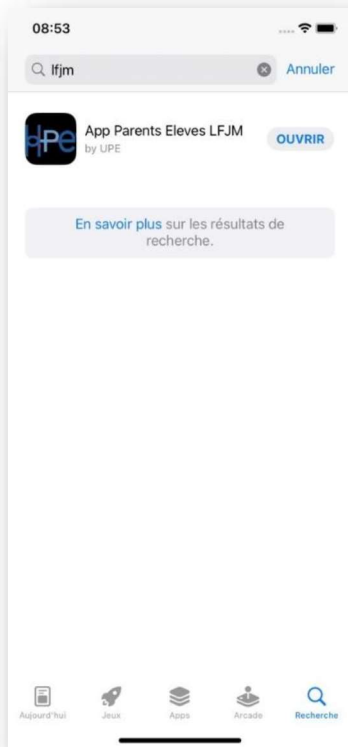 08:53
lfjm
Annuler
UPE
App Parents Eleves LFJM
by UPE
OUVRIR
En savoir plus sur les résultats de
recherche.
Aujourd'hui
Jeux
Apps
Arcade
Recherche